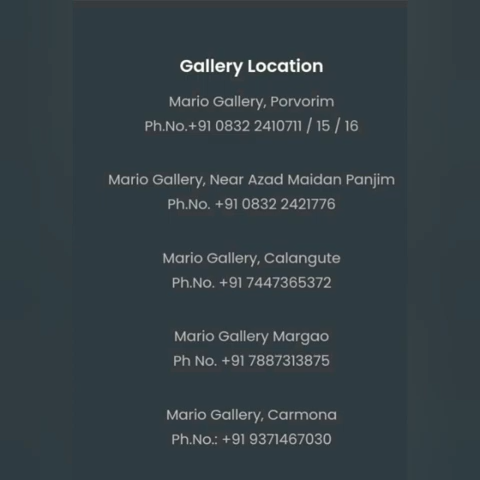 Gallery Location
Mario Gallery, Porvorim
Ph.No.+91 0832 2410711 / 15 / 16
Mario Gallery, Near Azad Maidan Panjim
Ph.No. +91 0832 2421776
Mario Gallery, Calangute
Ph.No. +91 7447365372
Mario Gallery Margao
Ph No. +91 7887313875
Mario Gallery, Carmona
Ph.No.: +91 9371467030